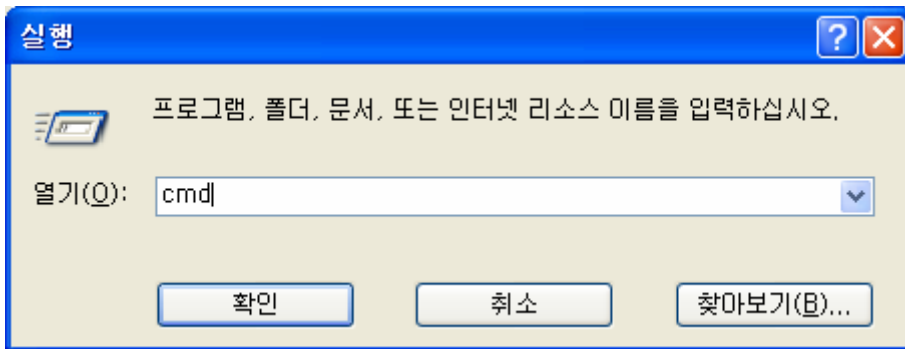 실행
프로그램, 폴더, 문서, 또는 인터넷 리소스 이름을 입력하십시오.
열기(O): cmd
확인 취소 찾아보기(B)...